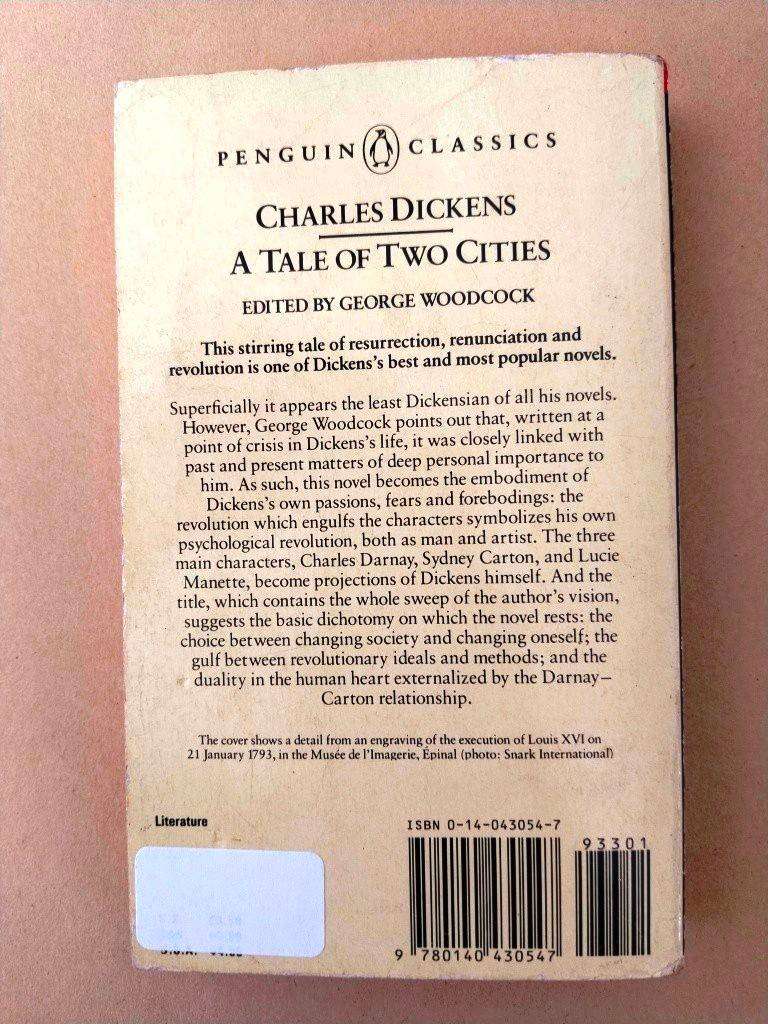 PENGUIN CLASSICS
CHARLES DICKENS
A TALE OF TWO CITIES
EDITED BY GEORGE WOODCOCK
This stirring tale of resurrection, renunciation and
revolution is one of Dickens's best and most popular novels.
Superficially it appears the least Dickensian of all his novels.
However, George Woodcock points out that, written at a
point of crisis in Dickens's life, it was closely linked with
past and present matters of deep personal importance to
him. As such, this novel becomes the embodiment of
Dickens's own passions, fears and forebodings: the
revolution which engulfs the characters symbolizes his own
psychological revolution, both as man and artist. The three
main characters, Charles Darnay, Sydney Carton, and Lucie
Manette, become projections of Dickens himself. And the
title, which contains the whole sweep of the author's vision,
suggests the basic dichotomy on which the novel rests: the
choice between changing society and changing oneself; the
gulf between revolutionary ideals and methods; and the
duality in the human heart externalized by the Darnay–
Carton relationship.
The cover shows a detail from an engraving of the execution of Louis XVI on
21 January 1793, in the Musée de l'Imagerie, Epinal (photo: Snark International)
Literature
ISBN 0-14-043054-7
93301
9 780140 430547